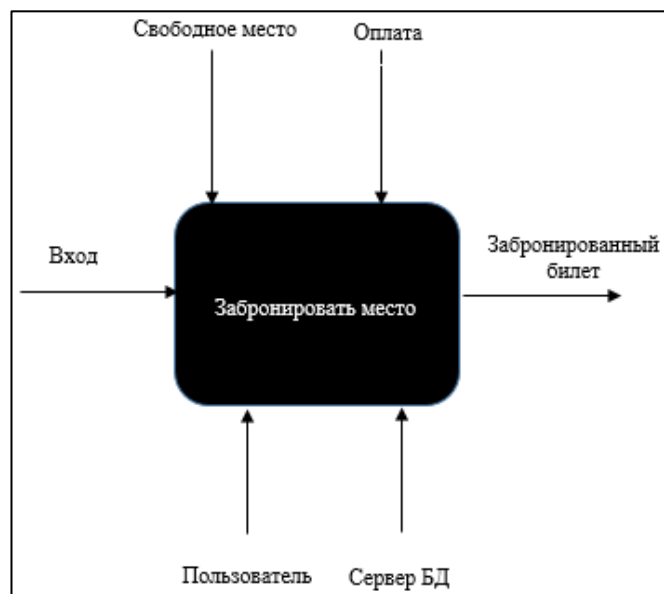 Свободное место
Оплата
Вход
Забронировать место
Забронированный
билет
Пользователь
Сервер БД